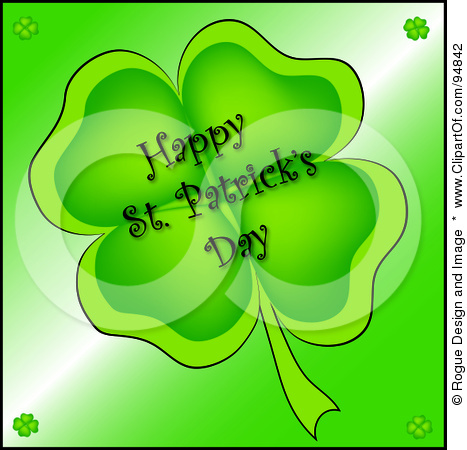 Happy
St. Patrick's
Day
© Rogue Design and Image * www.ClipartOf.com/94842